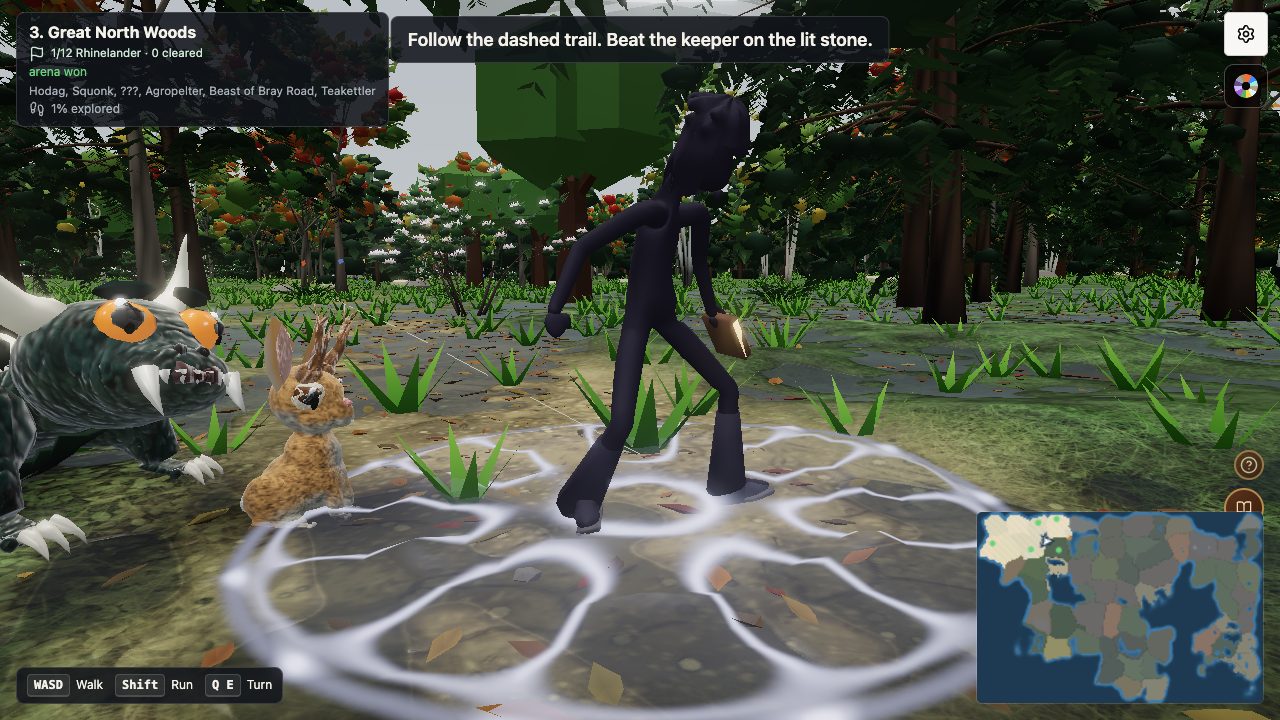 3. Great North Woods
1/12 Rhinelander · 0 cleared
arena won
Hodag, Squonk, ???, Agropelter, Beast of Bray Road, Teakettler
1% explored
Follow the dashed trail. Beat the keeper on the lit stone.
?
WASD Walk Shift Run Q E Turn